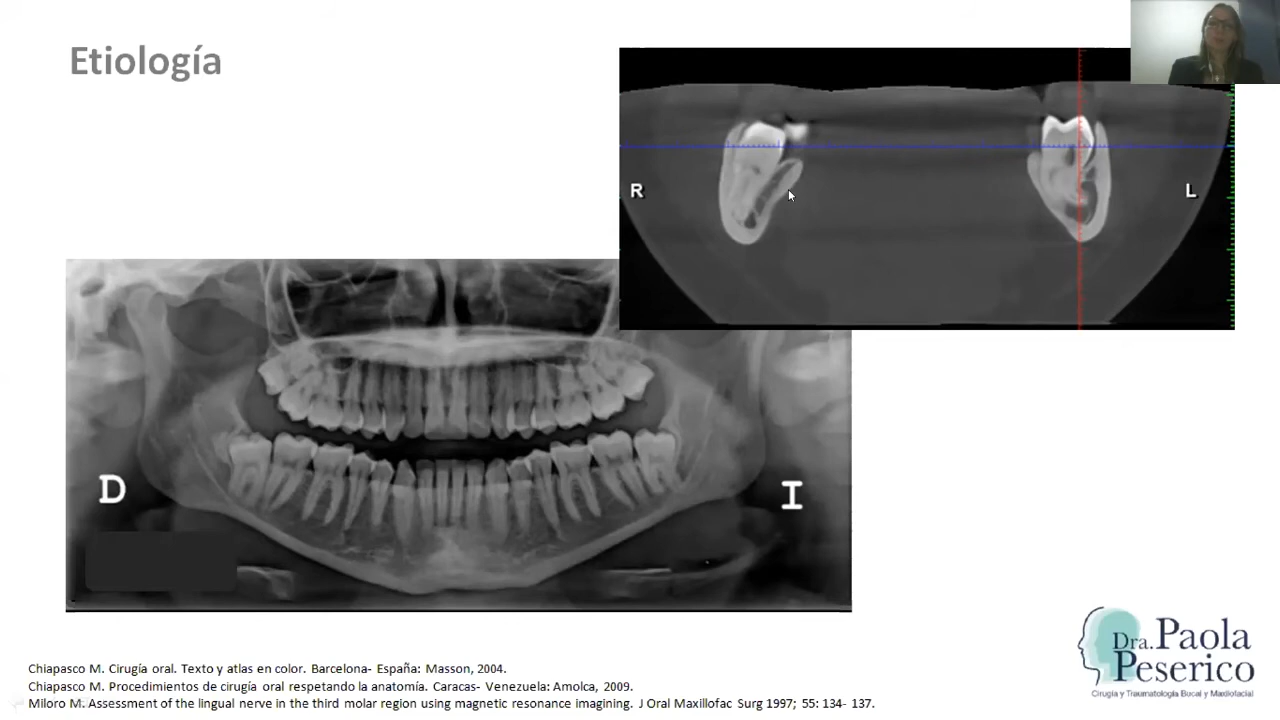 Etiología
R
L
D
I
Dra. Paola
Peserico
Cirugía y Traumatología Bucal y Maxilofacial
Chiapasco M. Cirugía oral. Texto y atlas en color. Barcelona- España: Masson, 2004.
Chiapasco M. Procedimientos de cirugía oral respetando la anatomía. Caracas- Venezuela: Amolca, 2009.
Miloro M. Assessment of the lingual nerve in the third molar region using magnetic resonance imagining. J Oral Maxillofac Surg 1997; 55: 134- 137.